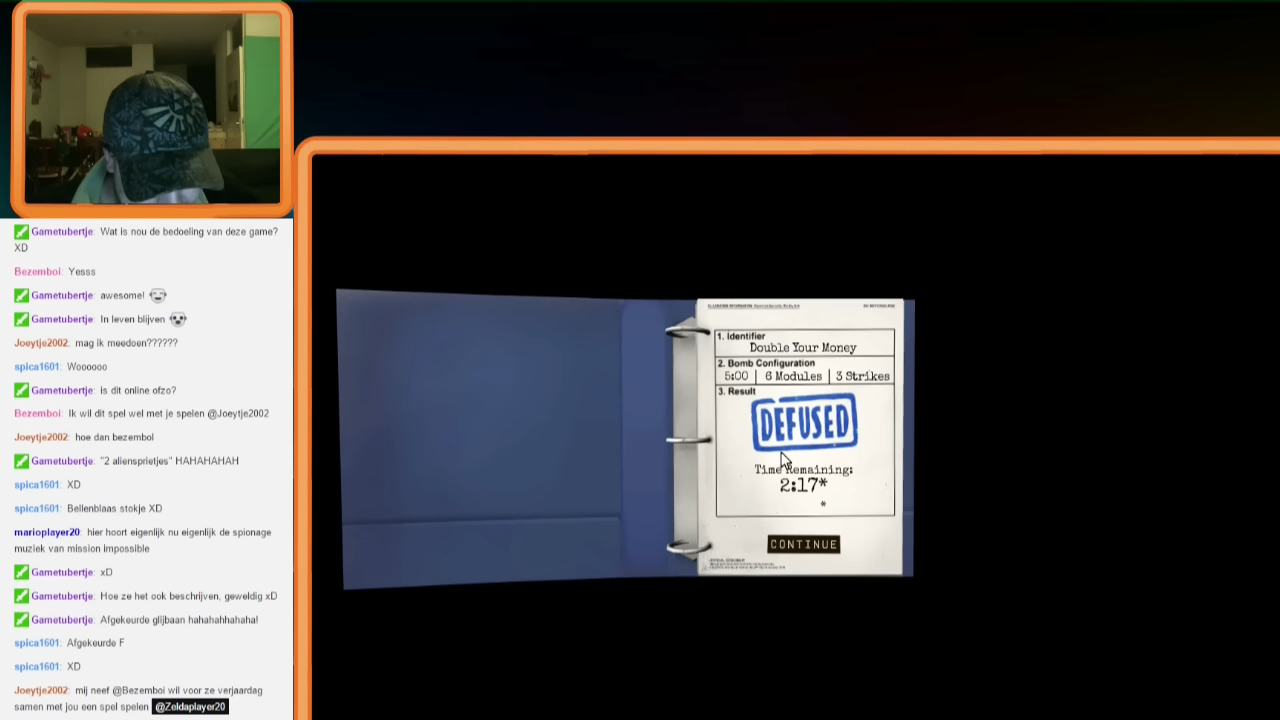 Gametubertje: Wat is nou de bedoeling van deze game?
XD
Bezemboi: Yesss
Gametubertje: awesome!
Gametubertje: In leven blijven
Joeytje2002: mag ik meedoen??????
spica1601: Woooooo
Gametubertje: is dit online ofzo?
Bezemboi: Ik wil dit spel wel met je spelen @Joeytje2002
Joeytje2002: hoe dan bezembol
Gametubertje: "2 aliensprietjes" HAHAHAHAH
spica1601: XD
spica1601: Bellenblaas stokje XD
marioplayer20: hier hoort eigenlijk nu eigenlijk de spionage
muziek van mission impossible
Gametubertje: xD
Gametubertje: Hoe ze het ook beschrijven, geweldig xD
Gametubertje: Afgekeurde glijbaan hahahahhahaha!
spica1601: Afgekeurde F
spica1601: XD
Joeytje2002: mij neef @Bezemboi wil voor ze verjaardag
samen met jou een spel spelen @Zeldaplayer20
1. Identifier
Double Your Money
2. Bomb Configuration
5:00 | 6 Modules | 3 Strikes
3. Result
DEFUSED
Time Remaining:
2:17*
*
CONTINUE